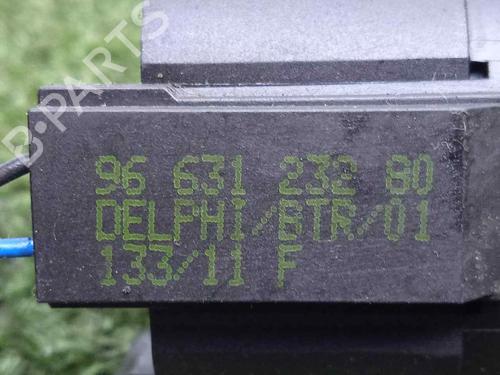 B-PARTS
96 631 232 80
DELPHI/BTR/01
133/11 F